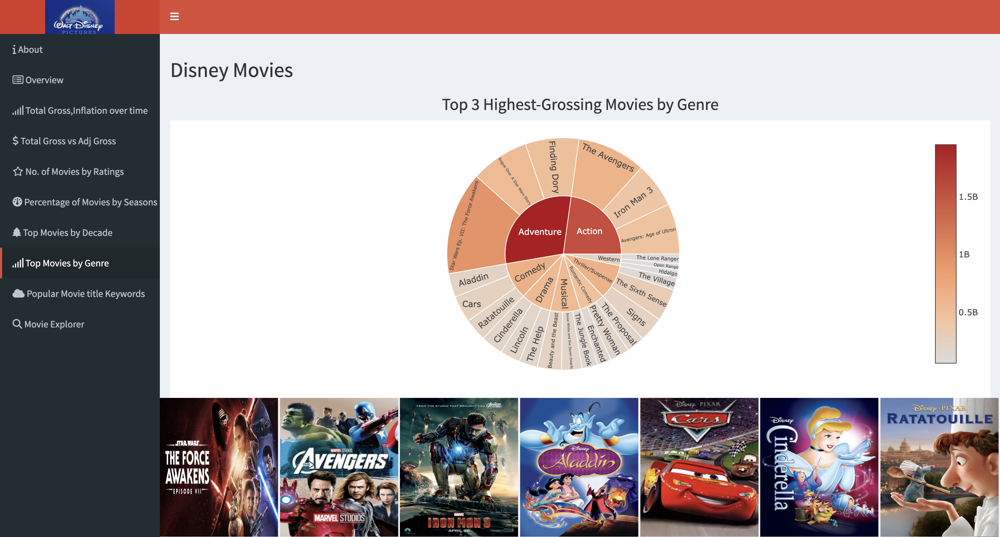 WALT DISNEY
PICTURES
About
Overview
Total Gross,Inflation over time
Total Gross vs Adj Gross
No. of Movies by Ratings
Percentage of Movies by Seasons
Top Movies by Decade
Top Movies by Genre
Popular Movie title Keywords
Movie Explorer
Disney Movies
Top 3 Highest-Grossing Movies by Genre
Adventure
Action
Western
Thriller/Suspense
Romantic Comedy
Musical
Drama
Comedy
Finding Dory
Rogue One: A Star Wars Story
Star Wars Ep. VII: The Force Awakens
The Avengers
Iron Man 3
Avengers: Age of Ultron
The Lone Ranger
Open Range
Hidalgo
The Village
The Sixth Sense
Signs
The Proposal
Pretty Woman
Enchanted
The Jungle Book
Snow White and the Seven Dwarfs
Beauty and the Beast
The Help
Lincoln
Cinderella
Ratatouille
Cars
Aladdin
1.5B
1B
0.5B
STAR WARS
THE FORCE
AWAKENS
EPISODE VII
MARVEL STUDIOS
THE AVENGERS
MARVEL STUDIOS
FROM THE STUDIO THAT BROUGHT YOU AVENGERS
MARVEL
IRON MAN 3
APRIL 26
MARVEL
Disney
Aladdin
Disney · PIXAR
Cars
Disney
Cinderella
Disney · PIXAR
RATATOUILLE